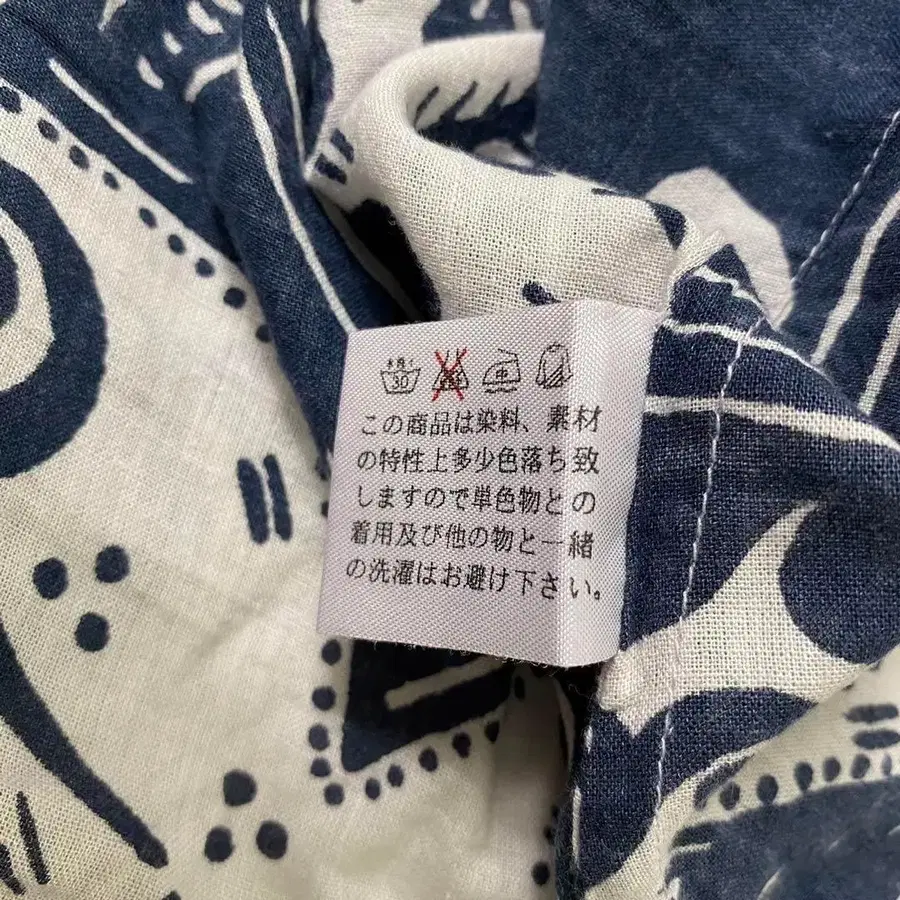 30
中
この商品は染料、素材
の特性上多少色落ち致
しますので単色物との
着用及び他の物と一緒
の洗濯はお避け下さい。